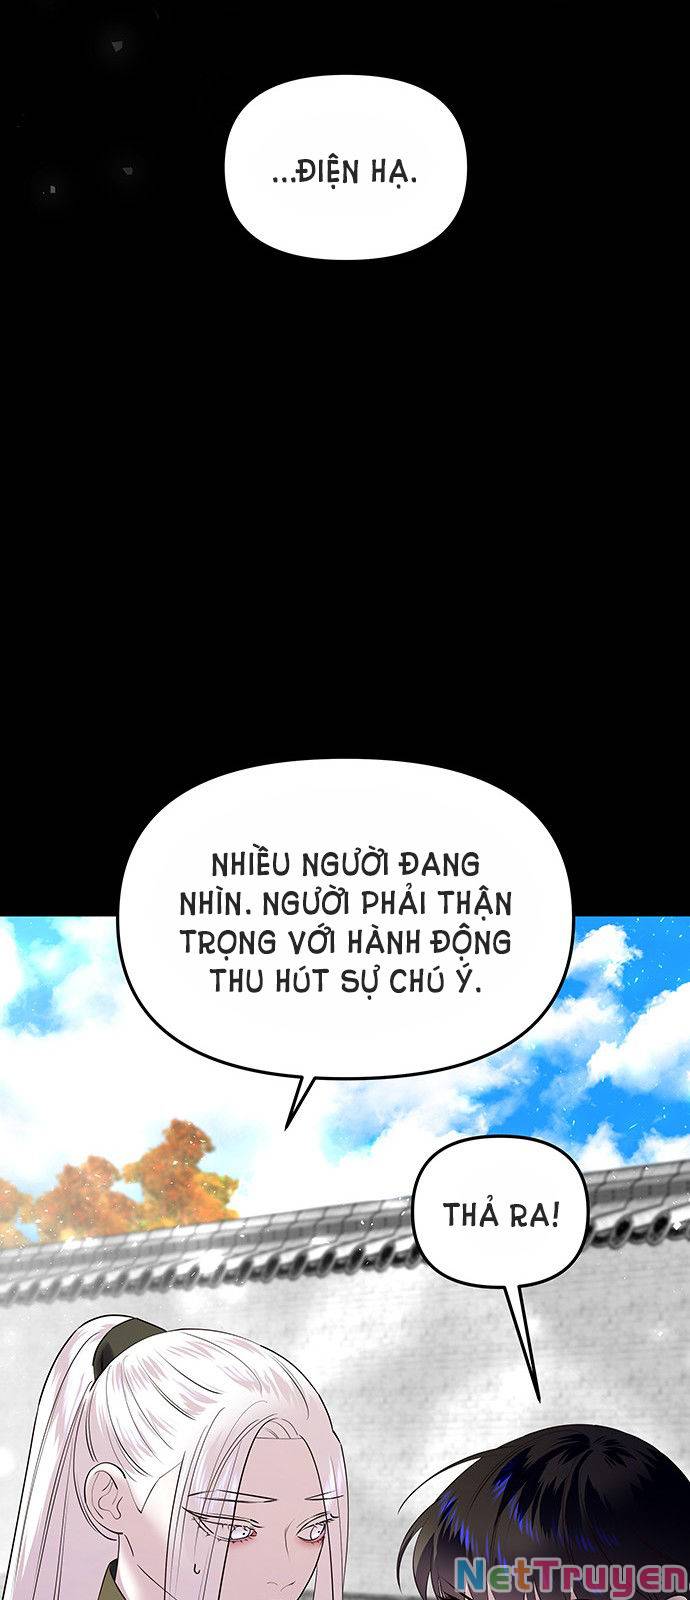 ...ĐIỆN HẠ.
NHIỀU NGƯỜI ĐANG
NHÌN. NGƯỜI PHẢI THẬN
TRỌNG VỚI HÀNH ĐỘNG
THU HÚT SỰ CHÚ Ý.
THẢ RA!
NetTruyen